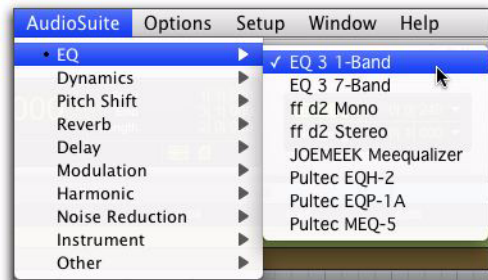 AudioSuite Options Setup Window Help
• EQ
Dynamics
Pitch Shift
Reverb
Delay
Modulation
Harmonic
Noise Reduction
Instrument
Other
✓ EQ 3 1-Band
EQ 3 7-Band
ff d2 Mono
ff d2 Stereo
JOEMEEK Meequalizer
Pultec EQH-2
Pultec EQP-1A
Pultec MEQ-5